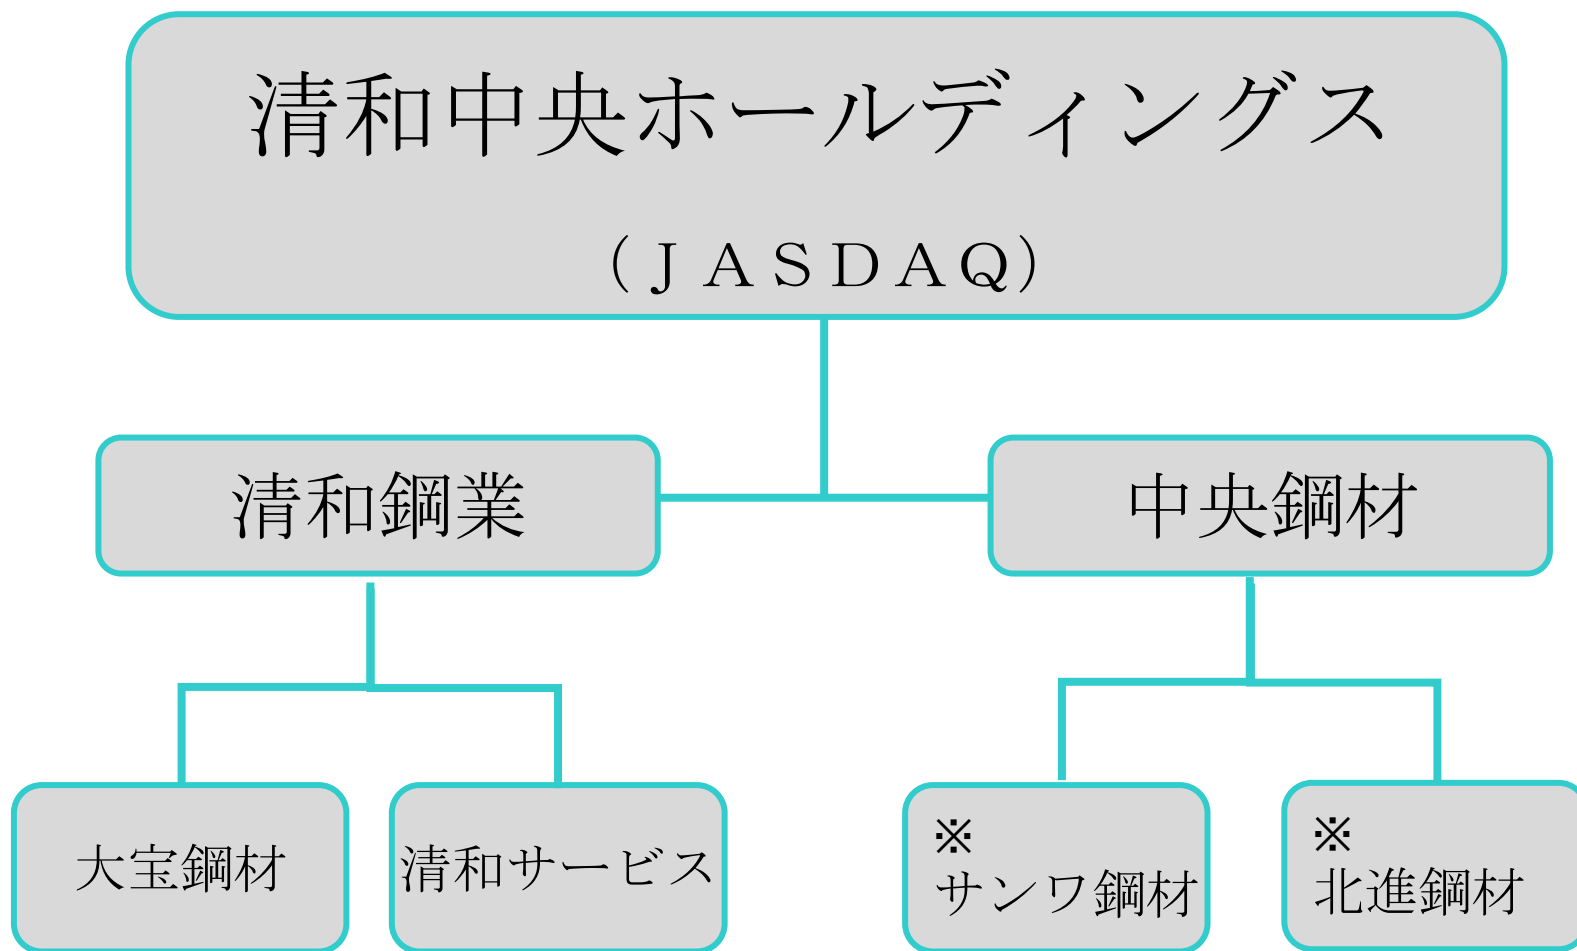 清和中央ホールディングス
（ＪＡＳＤＡＱ）
清和鋼業
中央鋼材
大宝鋼材
清和サービス
※
サンワ鋼材
※
北進鋼材